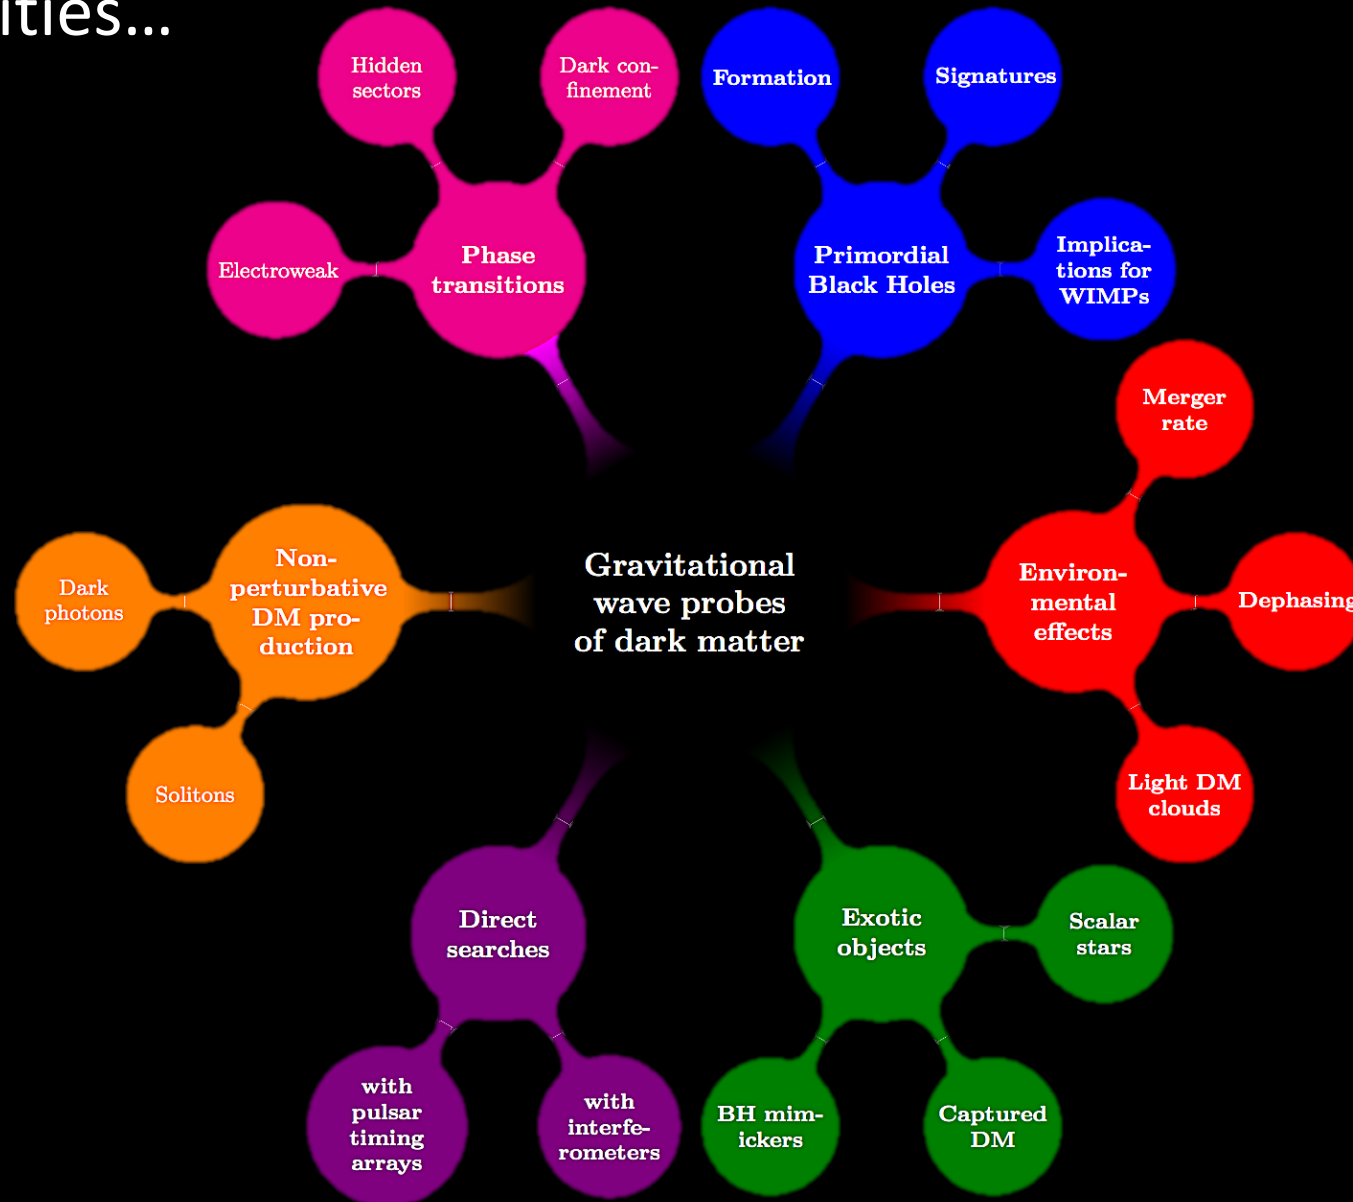 ities...
Hidden
sectors
Dark con-
finement
Formation
Signatures
Electroweak
Phase
transitions
Primordial
Black Holes
Implica-
tions for
WIMPs
Merger
rate
Gravitational
wave probes
of dark matter
Non-
perturbative
DM pro-
duction
Dark
photons
Solitons
Environ-
mental
effects
Dephasing
Light DM
clouds
Direct
searches
with
pulsar
timing
arrays
with
interfe-
rometers
Exotic
objects
Scalar
stars
BH mim-
ickers
Captured
DM